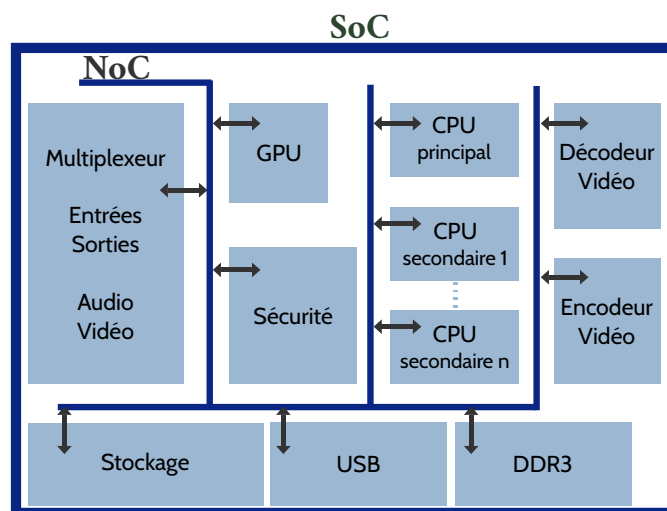 SoC
NoC
Multiplexeur
Entrées
Sorties
Audio
Vidéo
GPU
Sécurité
CPU
principal
CPU
secondaire 1
CPU
secondaire n
Décodeur
Vidéo
Encodeur
Vidéo
Stockage
USB
DDR3